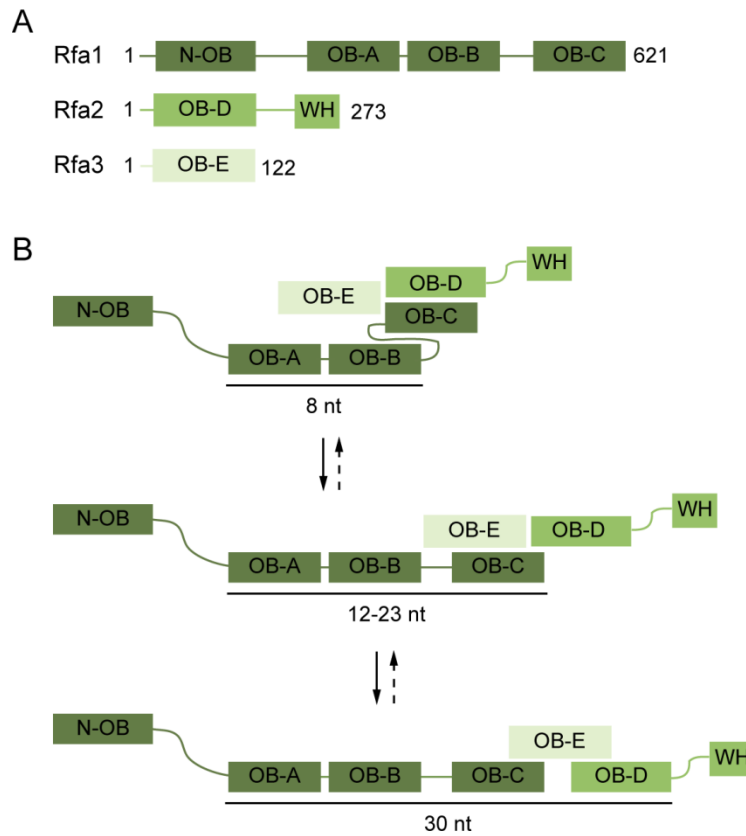 A
Rfa1 1 N-OB OB-A OB-B OB-C 621
Rfa2 1 OB-D WH 273
Rfa3 1 OB-E 122
B
WH
OB-D
OB-E
N-OB
OB-C
OB-A OB-B
8 nt
N-OB
WH
OB-E OB-D
OB-A OB-B OB-C
12-23 nt
N-OB
OB-E
WH
OB-A OB-B OB-C OB-D
30 nt